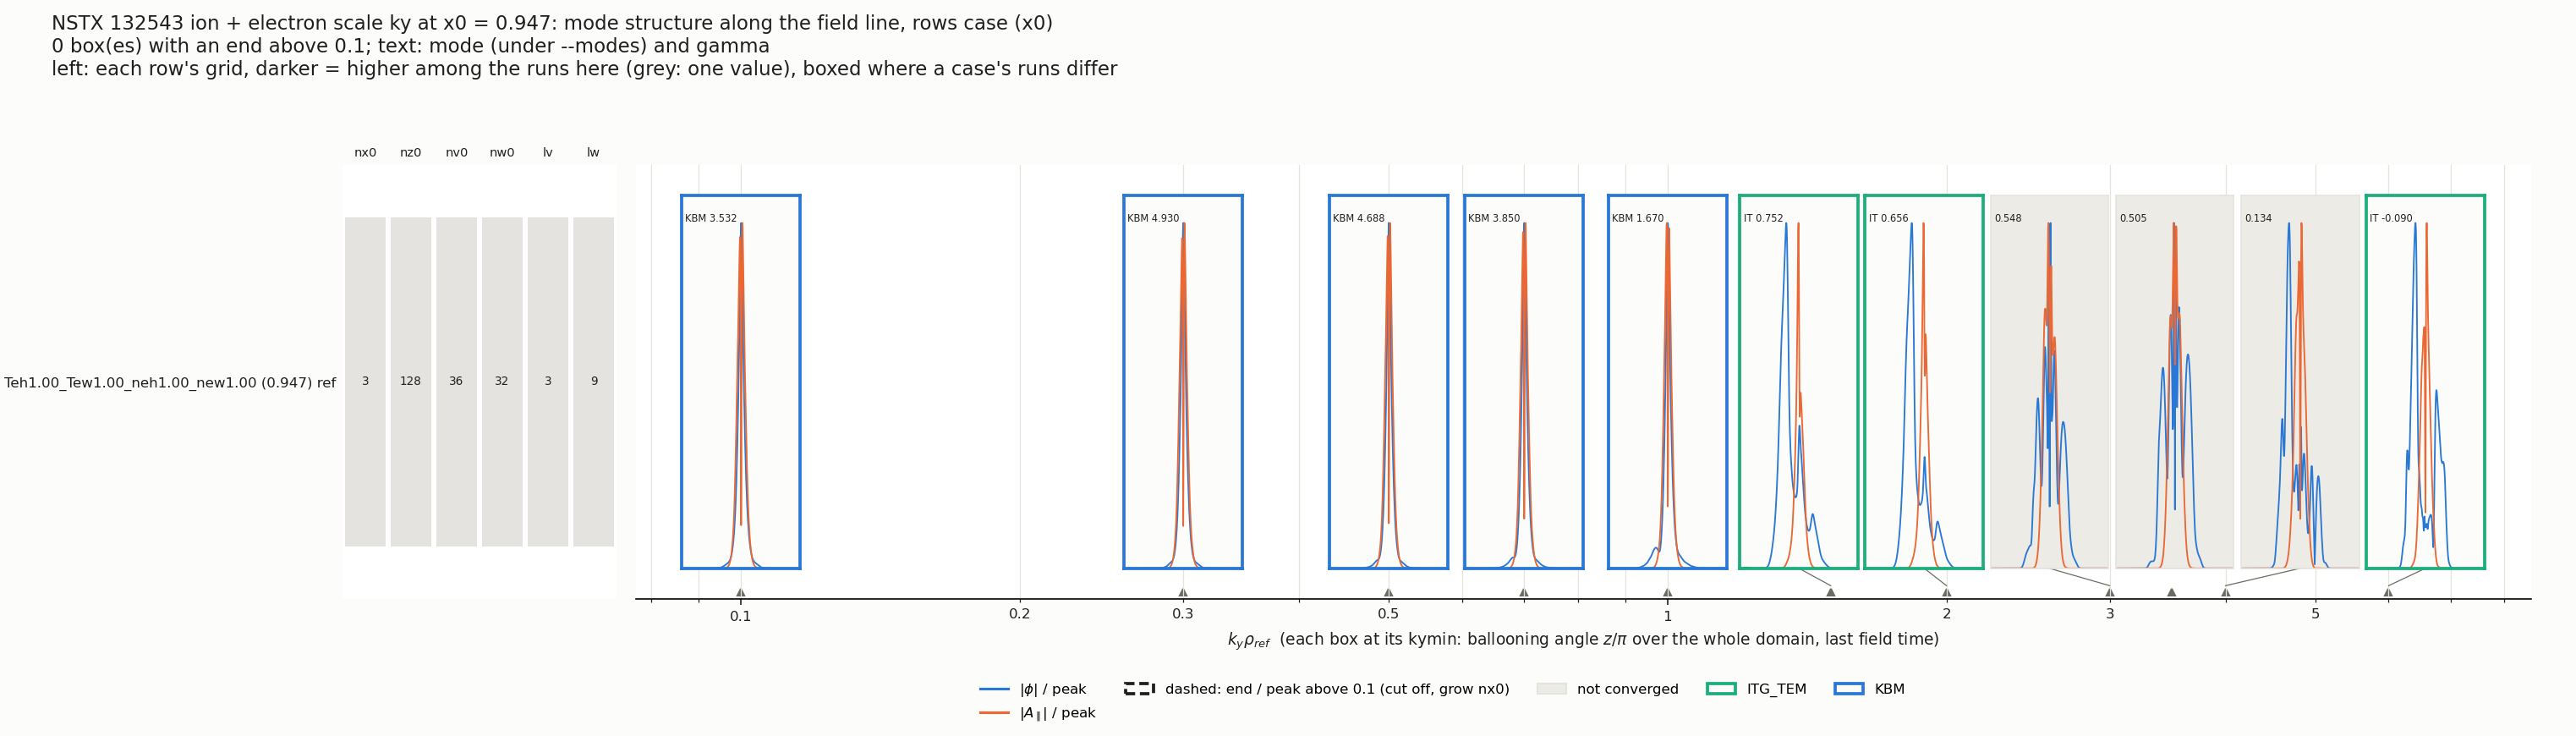 NSTX 132543 ion + electron scale ky at x0 = 0.947: mode structure along the field line, rows case (x0)
0 box(es) with an end above 0.1; text: mode (under --modes) and gamma
left: each row's grid, darker = higher among the runs here (grey: one value), boxed where a case's runs differ
nx0 nz0 nv0 nw0 lv lw
KBM 3.532 KBM 4.930 KBM 4.688 KBM 3.850 KBM 1.670 IT 0.752 IT 0.656 0.548 0.505 0.134 IT -0.090
Teh1.00_Tew1.00_neh1.00_new1.00 (0.947) ref 3 128 36 32 3 9
0.1 0.2 0.3 0.5 1 2 3 5
k_yρ_ref (each box at its kymin: ballooning angle z/π over the whole domain, last field time)
|ϕ| / peak dashed: end / peak above 0.1 (cut off, grow nx0) not converged ITG_TEM KBM
|A_∥| / peak